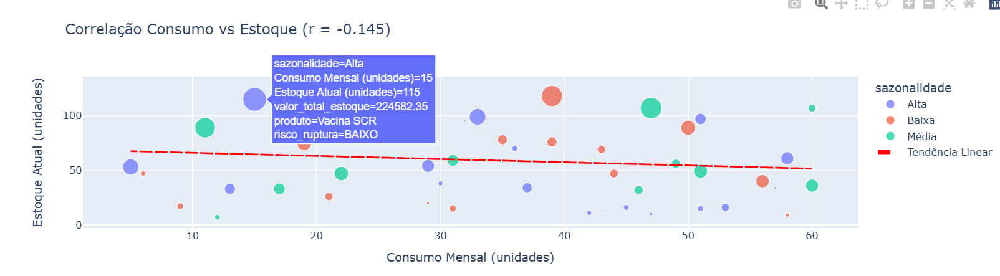 Correlação Consumo vs Estoque (r = -0.145)
sazonalidade=Alta
Consumo Mensal (unidades)=15
Estoque Atual (unidades)=115
valor_total_estoque=224582.35
produto=Vacina SCR
risco_ruptura=BAIXO
Estoque Atual (unidades)
100
50
0
10
20
30
40
50
60
Consumo Mensal (unidades)
sazonalidade
Alta
Baixa
Média
Tendência Linear